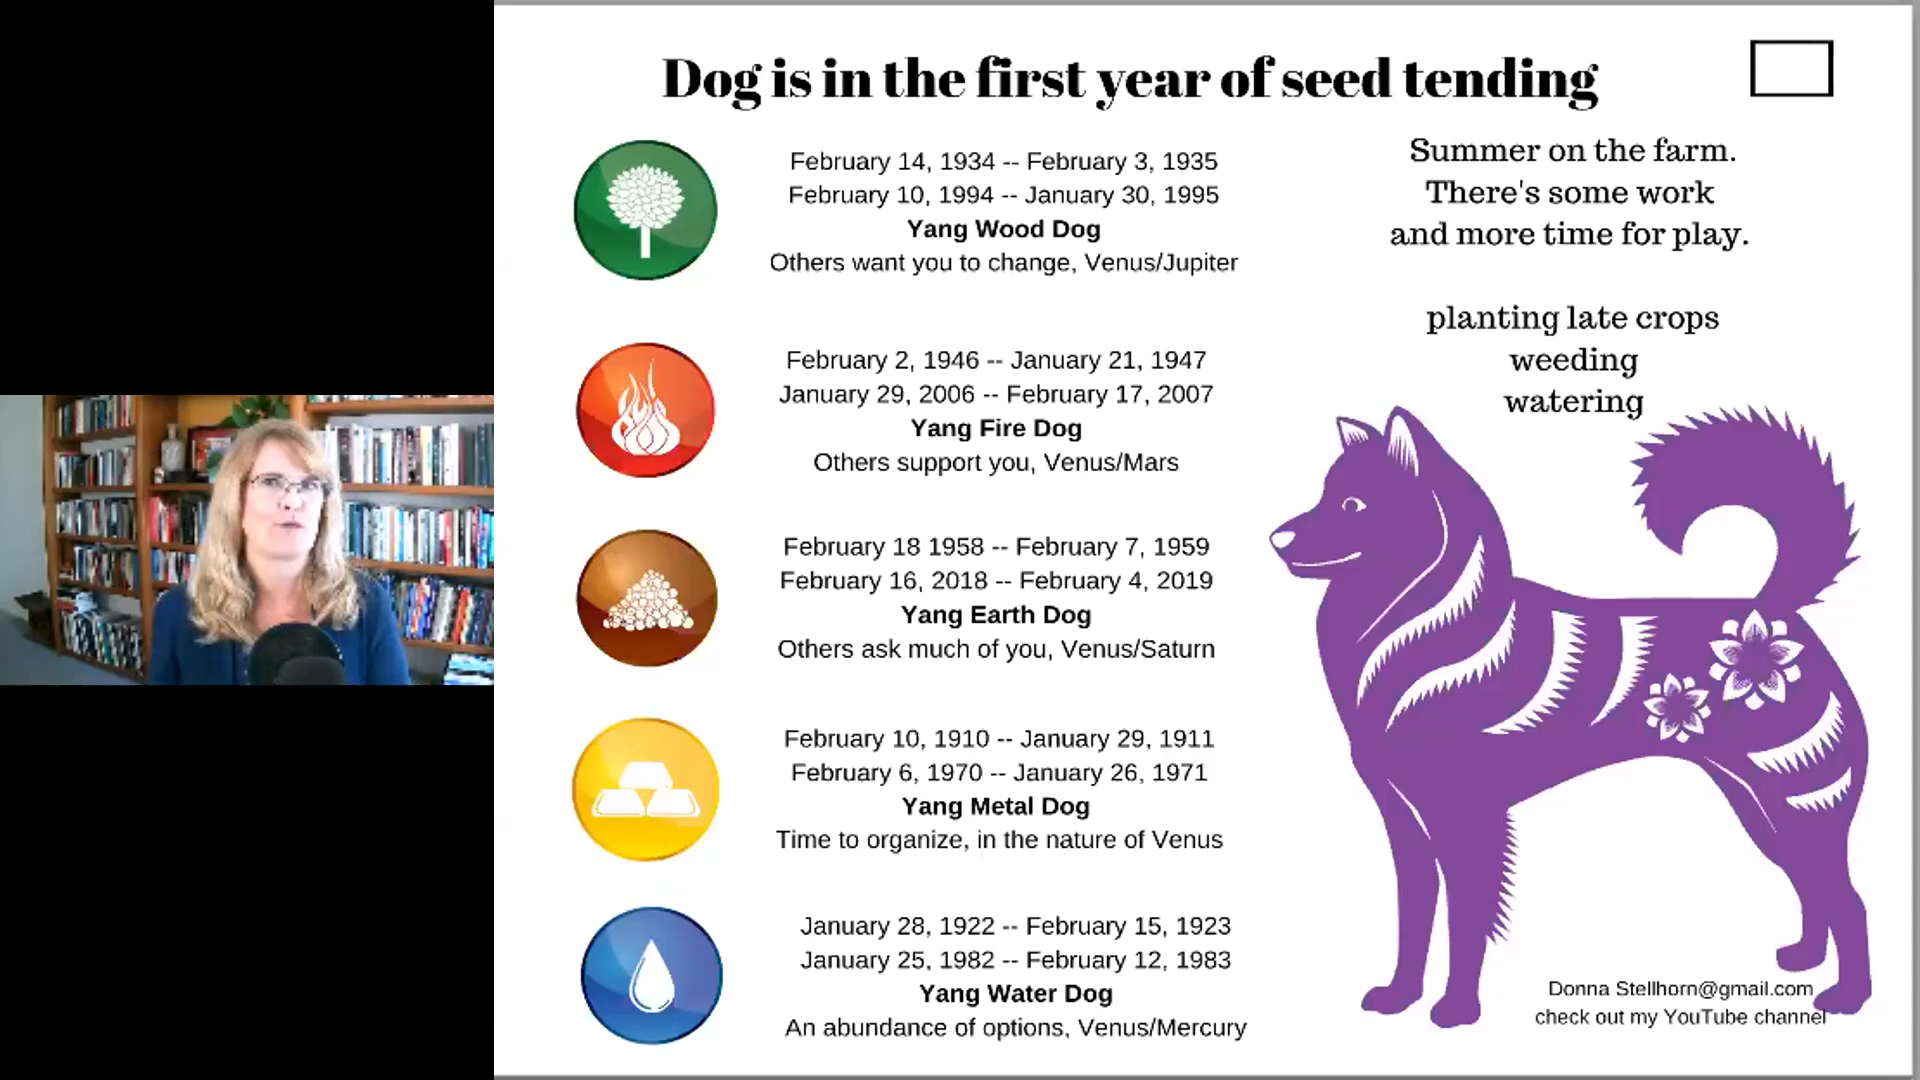 Dog is in the first year of seed tending
February 14, 1934 -- February 3, 1935
February 10, 1994 -- January 30, 1995
Yang Wood Dog
Others want you to change, Venus/Jupiter
February 2, 1946 -- January 21, 1947
January 29, 2006 -- February 17, 2007
Yang Fire Dog
Others support you, Venus/Mars
February 18 1958 -- February 7, 1959
February 16, 2018 -- February 4, 2019
Yang Earth Dog
Others ask much of you, Venus/Saturn
February 10, 1910 -- January 29, 1911
February 6, 1970 -- January 26, 1971
Yang Metal Dog
Time to organize, in the nature of Venus
January 28, 1922 -- February 15, 1923
January 25, 1982 -- February 12, 1983
Yang Water Dog
An abundance of options, Venus/Mercury
Summer on the farm.
There's some work
and more time for play.
planting late crops
weeding
watering
Donna Stellhorn@gmail.com
check out my YouTube channel